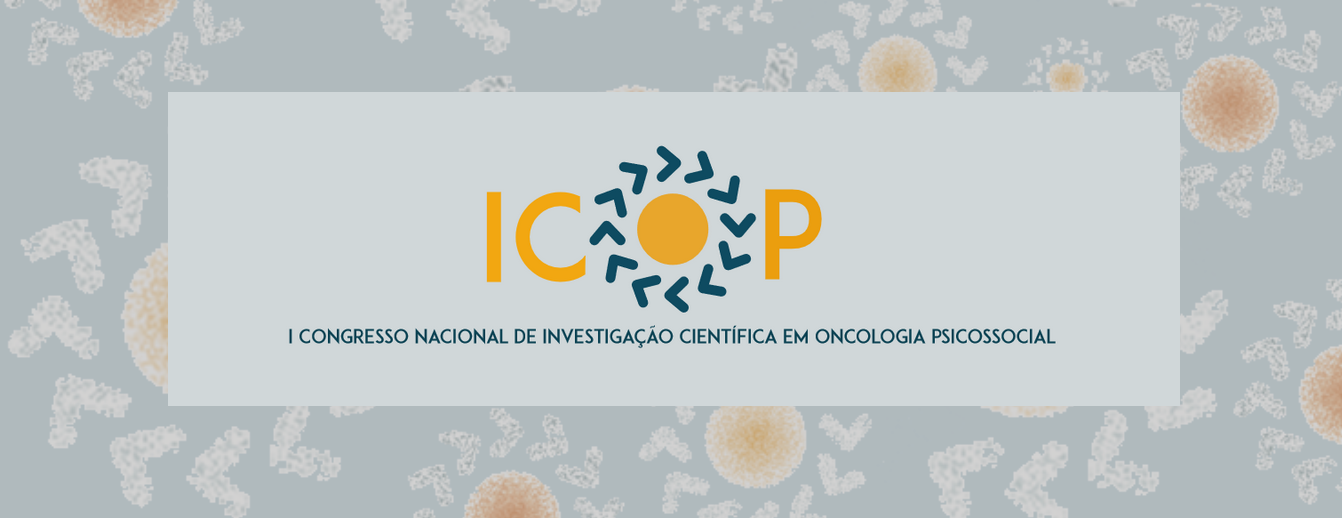 ICOP
I CONGRESSO NACIONAL DE INVESTIGAÇÃO CIENTÍFICA EM ONCOLOGIA PSICOSSOCIAL